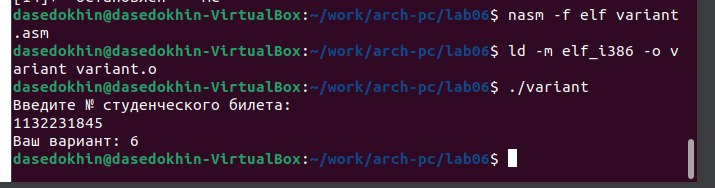 dasedokhin@dasedokhin-VirtualBox:~/work/arch-pc/lab06$ nasm -f elf variant
.asm
dasedokhin@dasedokhin-VirtualBox:~/work/arch-pc/lab06$ ld -m elf_i386 -o v
ariant variant.o
dasedokhin@dasedokhin-VirtualBox:~/work/arch-pc/lab06$ ./variant
Введите № студенческого билета:
1132231845
Ваш вариант: 6
dasedokhin@dasedokhin-VirtualBox:~/work/arch-pc/lab06$